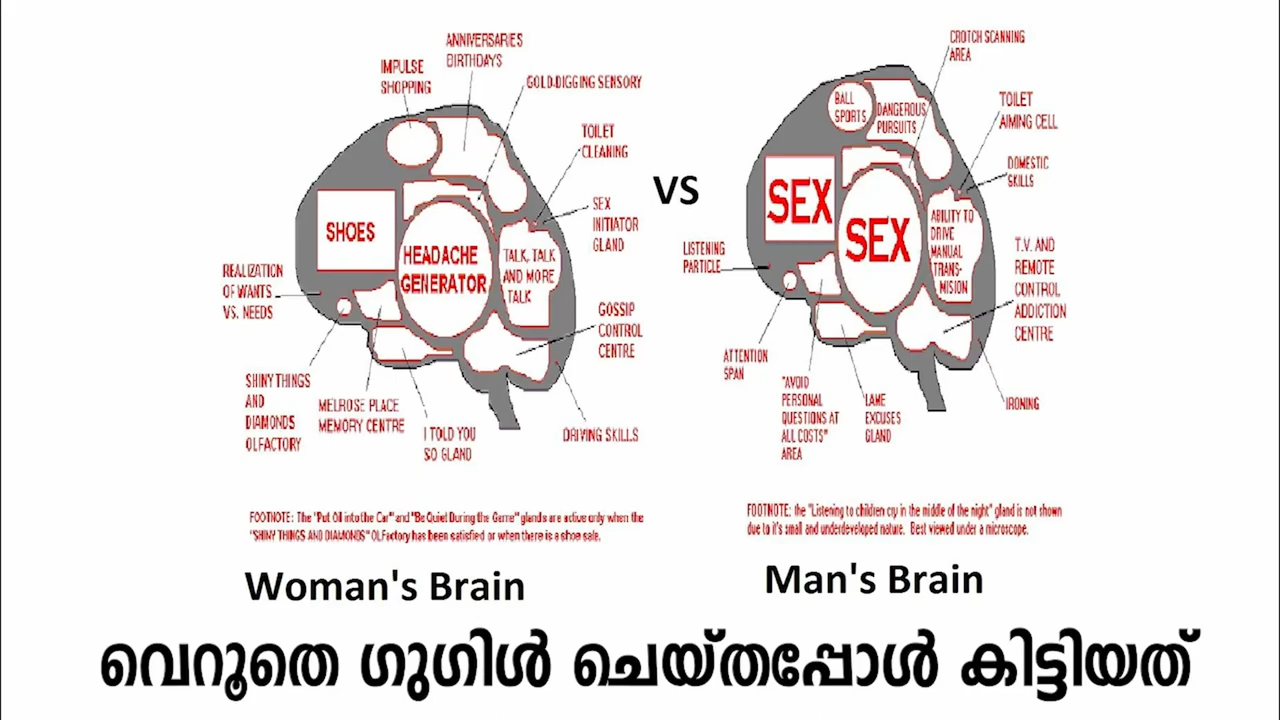 ANNIVERSARIES
BIRTHDAYS
IMPULSE
SHOPPING
GOLD-DIGGING SENSORY
TOILET
CLEANING
SEX
INITIATOR
GLAND
SHOES
HEADACHE
GENERATOR
TALK, TALK
AND MORE
TALK
REALIZATION
OF WANTS
VS. NEEDS
GOSSIP
CONTROL
CENTRE
SHINY THINGS
AND
DIAMONDS
OLFACTORY
MELROSE PLACE
MEMORY CENTRE
I TOLD YOU
SO GLAND
DRIVING SKILLS
FOOTNOTE: The "Put Oil into the Car" and "Be Quiet During the Game" glands are active only when the
"SHINY THINGS AND DIAMONDS" OLFactory has been satisfied or when there is a shoe sale.
Woman's Brain
VS
CROTCH SCANNING
AREA
BALL
SPORTS
DANGEROUS
PURSUITS
TOILET
AIMING CELL
DOMESTIC
SKILLS
SEX
SEX
ABILITY TO
DRIVE
MANUAL
TRANS-
MISION
LISTENING
PARTICLE
T.V. AND
REMOTE
CONTROL
ADDICTION
CENTRE
ATTENTION
SPAN
"AVOID
PERSONAL
QUESTIONS AT
ALL COSTS"
AREA
LAME
EXCUSES
GLAND
IRONING
FOOTNOTE: the "Listening to children cry in the middle of the night" gland is not shown
due to it's small and underdeveloped nature. Best viewed under a microscope.
Man's Brain
വെറൂതെ ഗുഗിൾ ചെയ്തപ്പോൾ കിട്ടിയത്